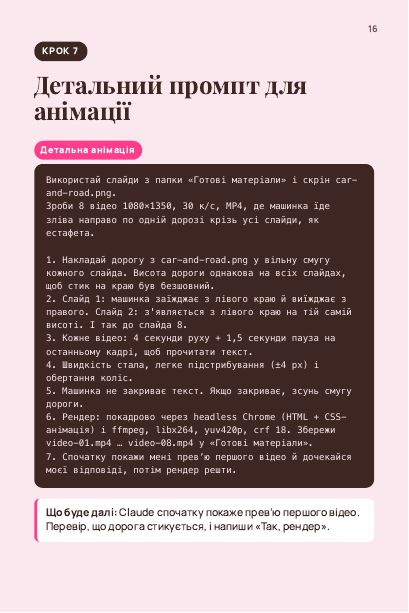 16
КРОК 7
Детальний промпт для
анімації
Детальна анімація
Використай слайди з папки «Готові матеріали» і скрін car-
and-road.png.
Зроби 8 відео 1080×1350, 30 к/с, MP4, де машинка їде
зліва направо по одній дорозі крізь усі слайди, як
естафета.
1. Накладай дорогу з car-and-road.png у вільну смугу
кожного слайда. Висота дороги однакова на всіх слайдах,
щоб стик на краю був безшовний.
2. Слайд 1: машинка заїжджає з лівого краю й виїжджає з
правого. Слайд 2: з'являється з лівого краю на тій самій
висоті. І так до слайда 8.
3. Кожне відео: 4 секунди руху + 1,5 секунди пауза на
останньому кадрі, щоб прочитати текст.
4. Швидкість стала, легке підстрибування (±4 px) і
обертання коліс.
5. Машинка не закриває текст. Якщо закриває, зсунь смугу
дороги.
6. Рендер: покадрово через headless Chrome (HTML + CSS-
анімація) і ffmpeg, libx264, yuv420p, crf 18. Збережи
video-01.mp4 … video-08.mp4 у «Готові матеріали».
7. Спочатку покажи мені прев'ю першого відео й дочекайся
моєї відповіді, потім рендер решти.
Що буде далі: Claude спочатку покаже прев'ю першого відео.
Перевір, що дорога стикується, і напиши «Так, рендер».